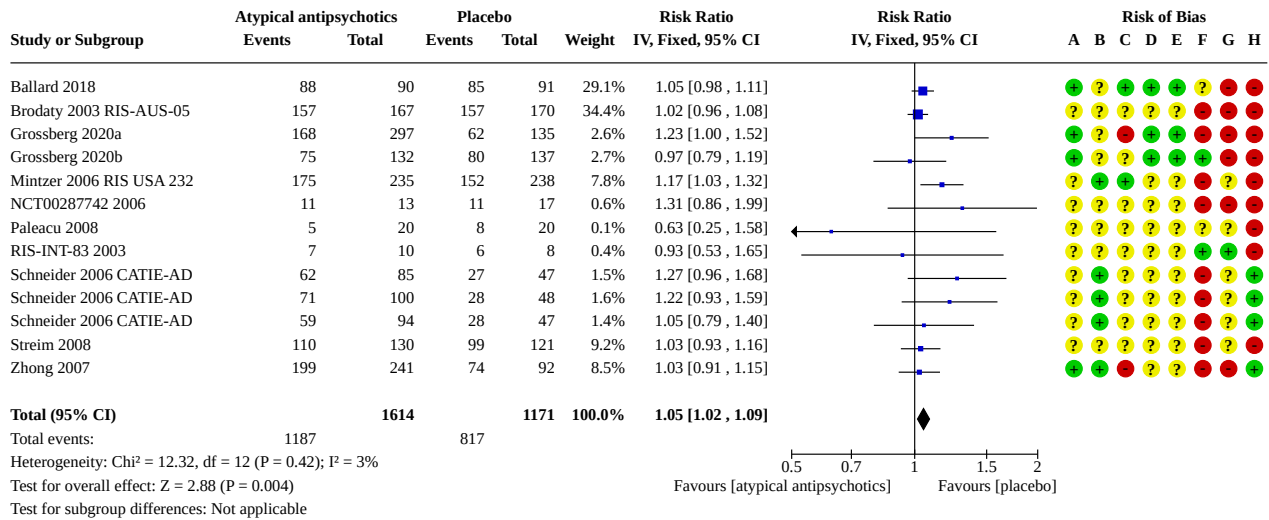 Atypical antipsychotics Placebo Risk Ratio Risk Ratio Risk of Bias
Study or Subgroup Events Total Events Total Weight IV, Fixed, 95% CI IV, Fixed, 95% CI A B C D E F G H
Ballard 2018 88 90 85 91 29.1% 1.05 [0.98 , 1.11] + ? + + + ? - -
Brodaty 2003 RIS-AUS-05 157 167 157 170 34.4% 1.02 [0.96 , 1.08] ? ? ? ? ? - - -
Grossberg 2020a 168 297 62 135 2.6% 1.23 [1.00 , 1.52] + ? - + + - - -
Grossberg 2020b 75 132 80 137 2.7% 0.97 [0.79 , 1.19] + ? ? + + + - -
Mintzer 2006 RIS USA 232 175 235 152 238 7.8% 1.17 [1.03 , 1.32] ? + + ? ? - ? -
NCT00287742 2006 11 13 11 17 0.6% 1.31 [0.86 , 1.99] ? ? ? ? ? - - -
Paleacu 2008 5 20 8 20 0.1% 0.63 [0.25 , 1.58] ? ? ? ? ? ? ? -
RIS-INT-83 2003 7 10 6 8 0.4% 0.93 [0.53 , 1.65] ? ? ? ? ? + + -
Schneider 2006 CATIE-AD 62 85 27 47 1.5% 1.27 [0.96 , 1.68] ? + ? ? ? - ? +
Schneider 2006 CATIE-AD 71 100 28 48 1.6% 1.22 [0.93 , 1.59] ? + ? ? ? - ? +
Schneider 2006 CATIE-AD 59 94 28 47 1.4% 1.05 [0.79 , 1.40] ? + ? ? ? - ? +
Streim 2008 110 130 99 121 9.2% 1.03 [0.93 , 1.16] ? ? ? ? ? - ? -
Zhong 2007 199 241 74 92 8.5% 1.03 [0.91 , 1.15] + + - ? ? - - +
Total (95% CI) 1614 1171 100.0% 1.05 [1.02 , 1.09]
Total events: 1187 817
Heterogeneity: Chi² = 12.32, df = 12 (P = 0.42); I² = 3%
Test for overall effect: Z = 2.88 (P = 0.004)
Test for subgroup differences: Not applicable
0.5 0.7 1 1.5 2
Favours [atypical antipsychotics] Favours [placebo]